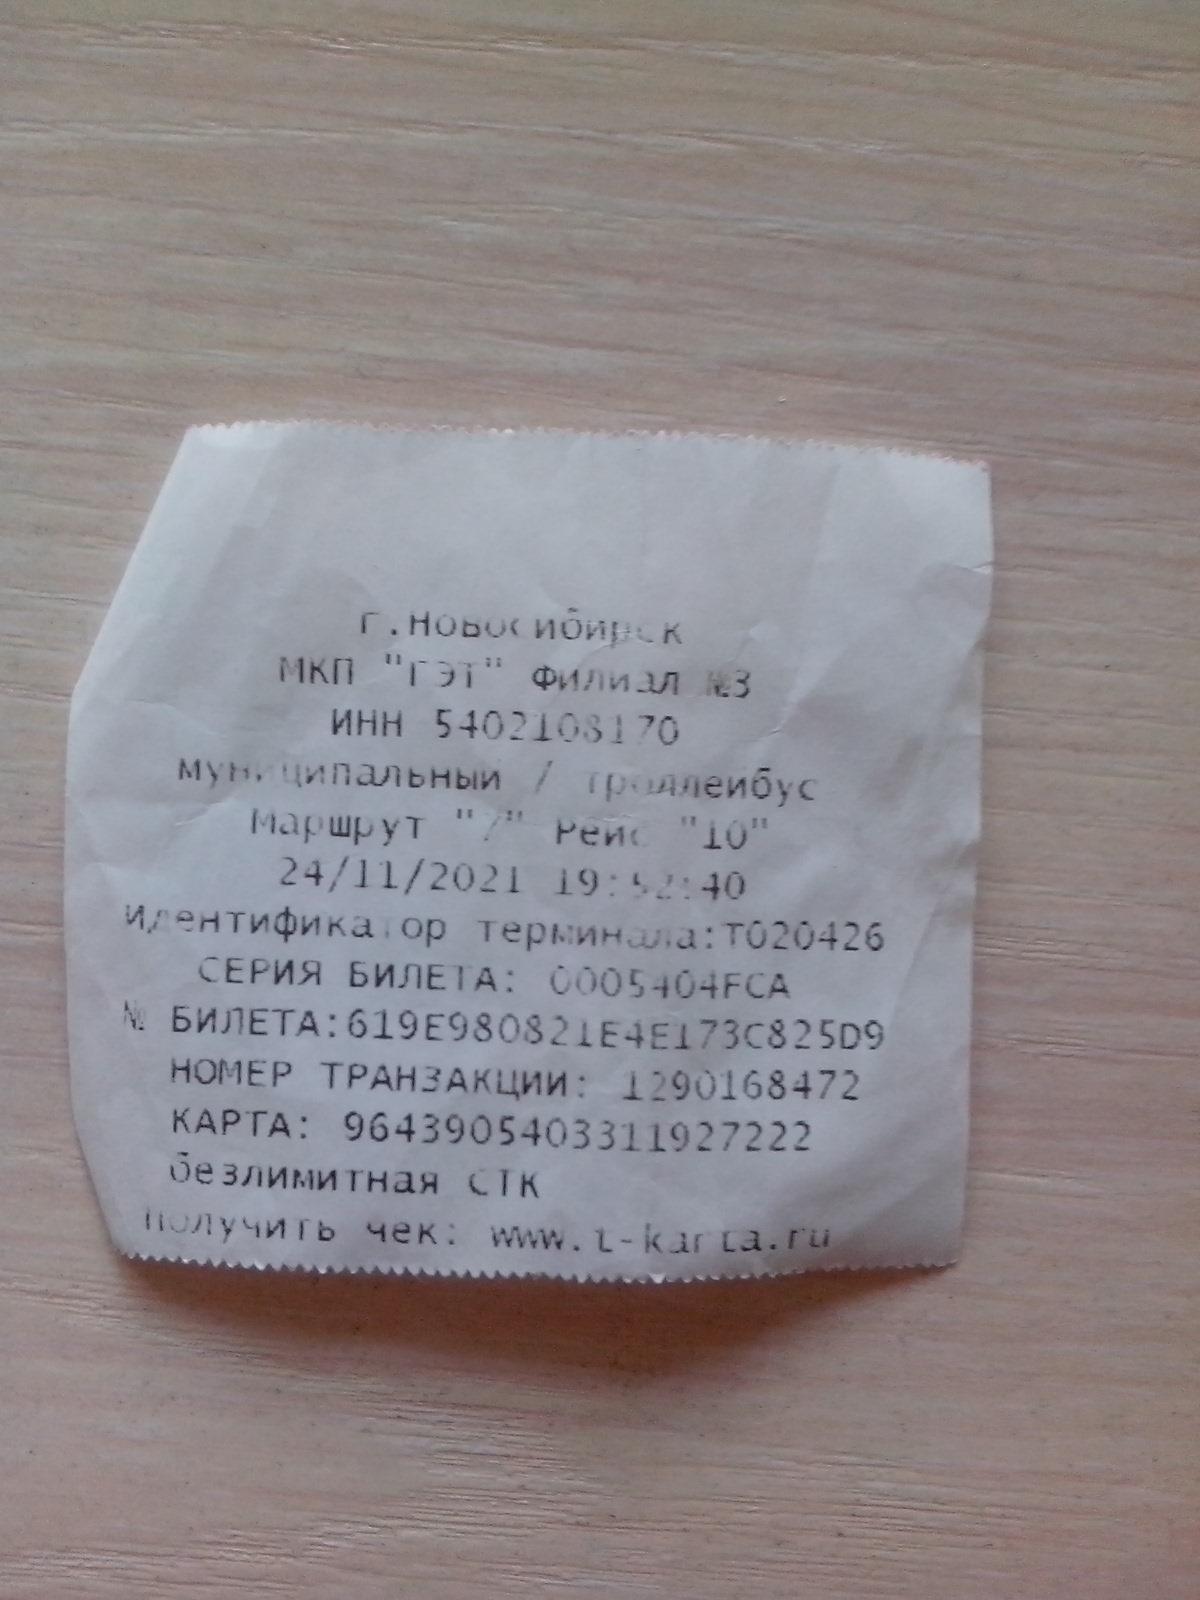 г.Новосибирск
МКП "ГЭТ" Филиал №3
ИНН 5402108170
муниципальный / троллейбус
Маршрут "7" Рейс "10"
24/11/2021 19:52:40
Идентификатор терминала:T020426
СЕРИЯ БИЛЕТА: 0005404FCA
№ БИЛЕТА:619E980821E4E173C825D9
НОМЕР ТРАНЗАКЦИИ: 1290168472
КАРТА: 9643905403311927222
безлимитная СТК
Получить чек: www.t-karta.ru